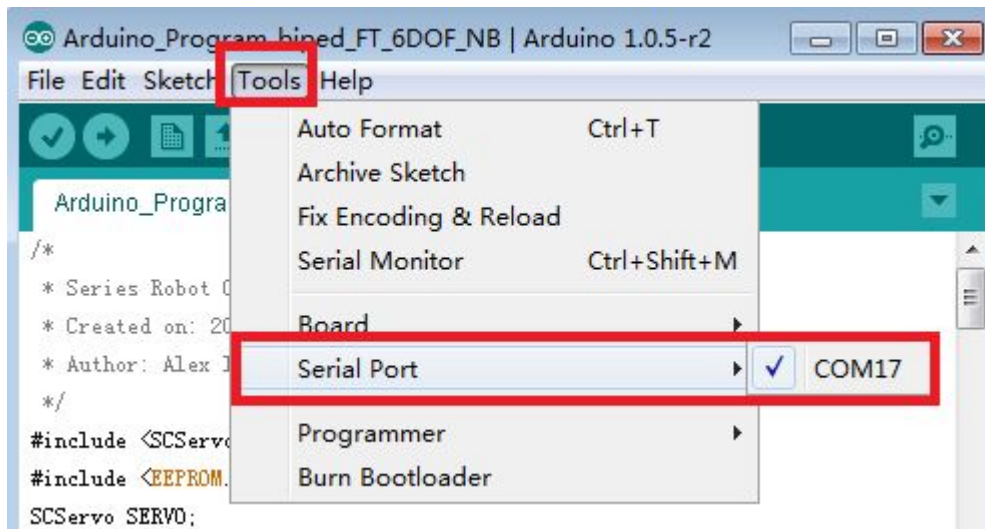 Arduino_Program_biped_FT_6DOF_NB | Arduino 1.0.5-r2
File Edit Sketch Tools Help
Auto Format Ctrl+T
Archive Sketch
Fix Encoding & Reload
Serial Monitor Ctrl+Shift+M
Board
Serial Port COM17
Programmer
Burn Bootloader
Arduino_Progra
/*
* Series Robot
* Created on: 20
* Author: Alex
*/
#include <SCServo
#include <EEPROM.
SCServo SERVO;